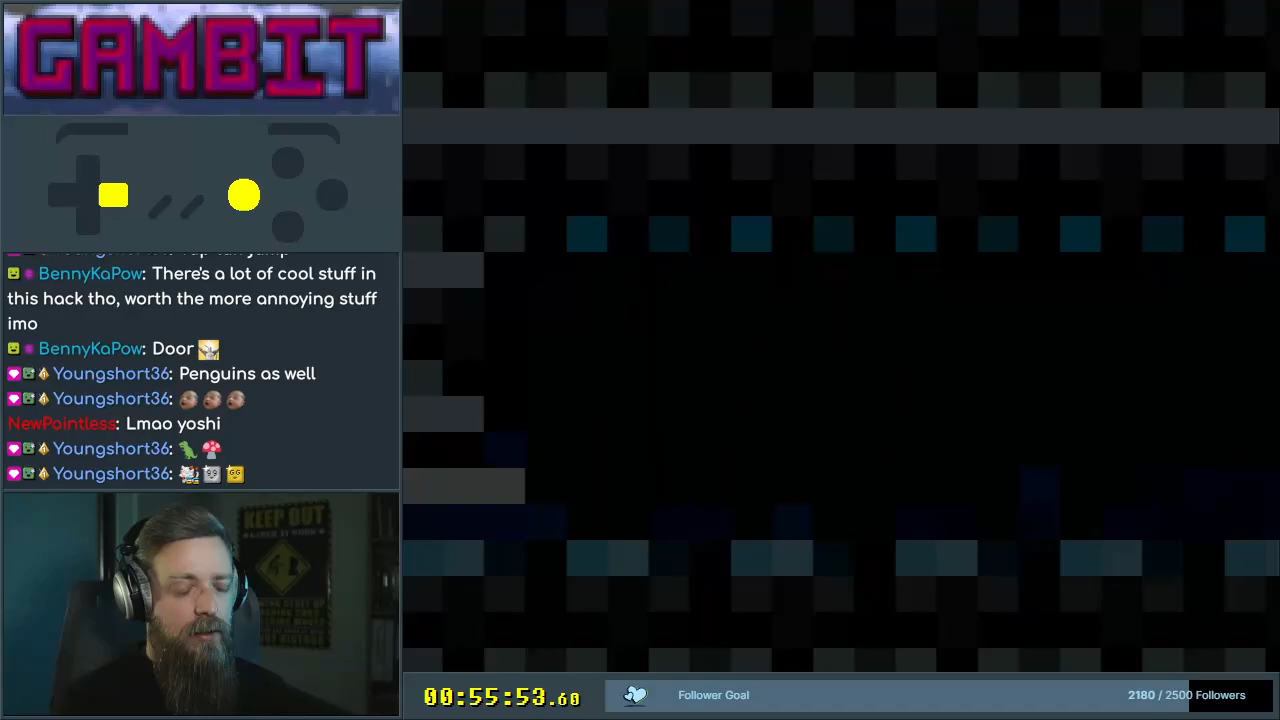 GAMBIT
BennyKaPow: There's a lot of cool stuff in
this hack tho, worth the more annoying stuff
imo
BennyKaPow: Door
Youngshort36: Penguins as well
Youngshort36:
NewPointless: Lmao yoshi
Youngshort36:
Youngshort36:
KEEP OUT
00:55:53.60
Follower Goal
2180 / 2500 Followers